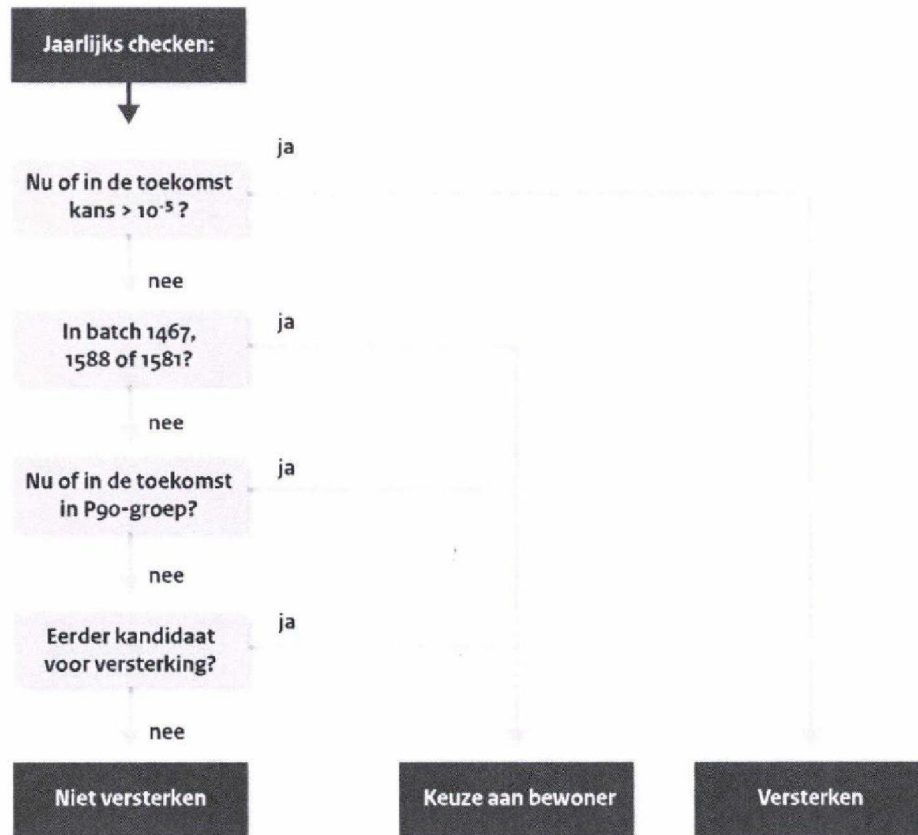 Jaarlijks checken:
ja
Nu of in de toekomst
kans > 10⁻⁵ ?
nee
ja
In batch 1467,
1588 of 1581?
nee
ja
Nu of in de toekomst
in P90-groep?
nee
ja
Eerder kandidaat
voor versterking?
nee
Niet versterken
Keuze aan bewoner
Versterken